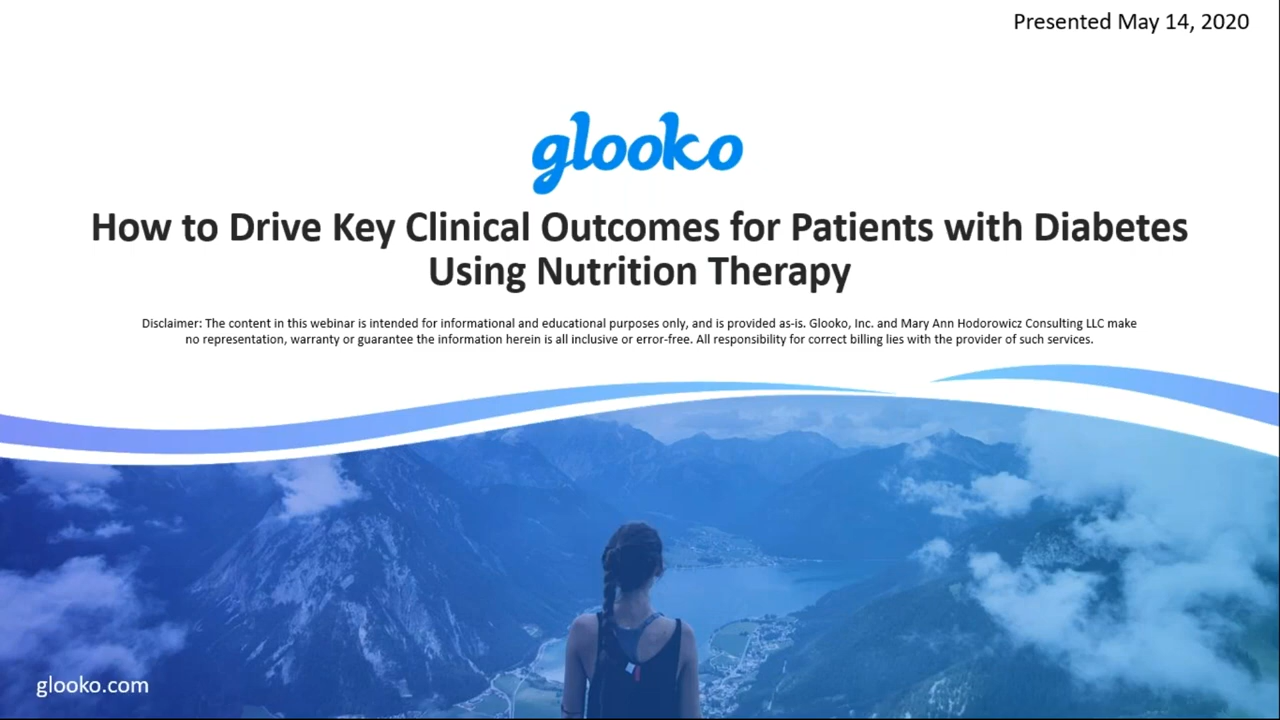 Presented May 14, 2020
glooko
How to Drive Key Clinical Outcomes for Patients with Diabetes
Using Nutrition Therapy
Disclaimer: The content in this webinar is intended for informational and educational purposes only, and is provided as-is. Glooko, Inc. and Mary Ann Hodorowicz Consulting LLC make
no representation, warranty or guarantee the information herein is all inclusive or error-free. All responsibility for correct billing lies with the provider of such services.
glooko.com